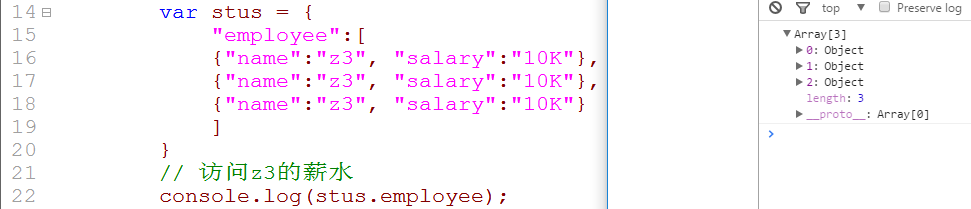 14 var stus = {
15 "employee":[
16 {"name":"z3", "salary":"10K"},
17 {"name":"z3", "salary":"10K"},
18 {"name":"z3", "salary":"10K"}
19 ]
20 }
21 // 访问z3的薪水
22 console.log(stus.employee);
top ▼ Preserve log
▼Array[3]
▶0: Object
▶1: Object
▶2: Object
length: 3
▶__proto__: Array[0]